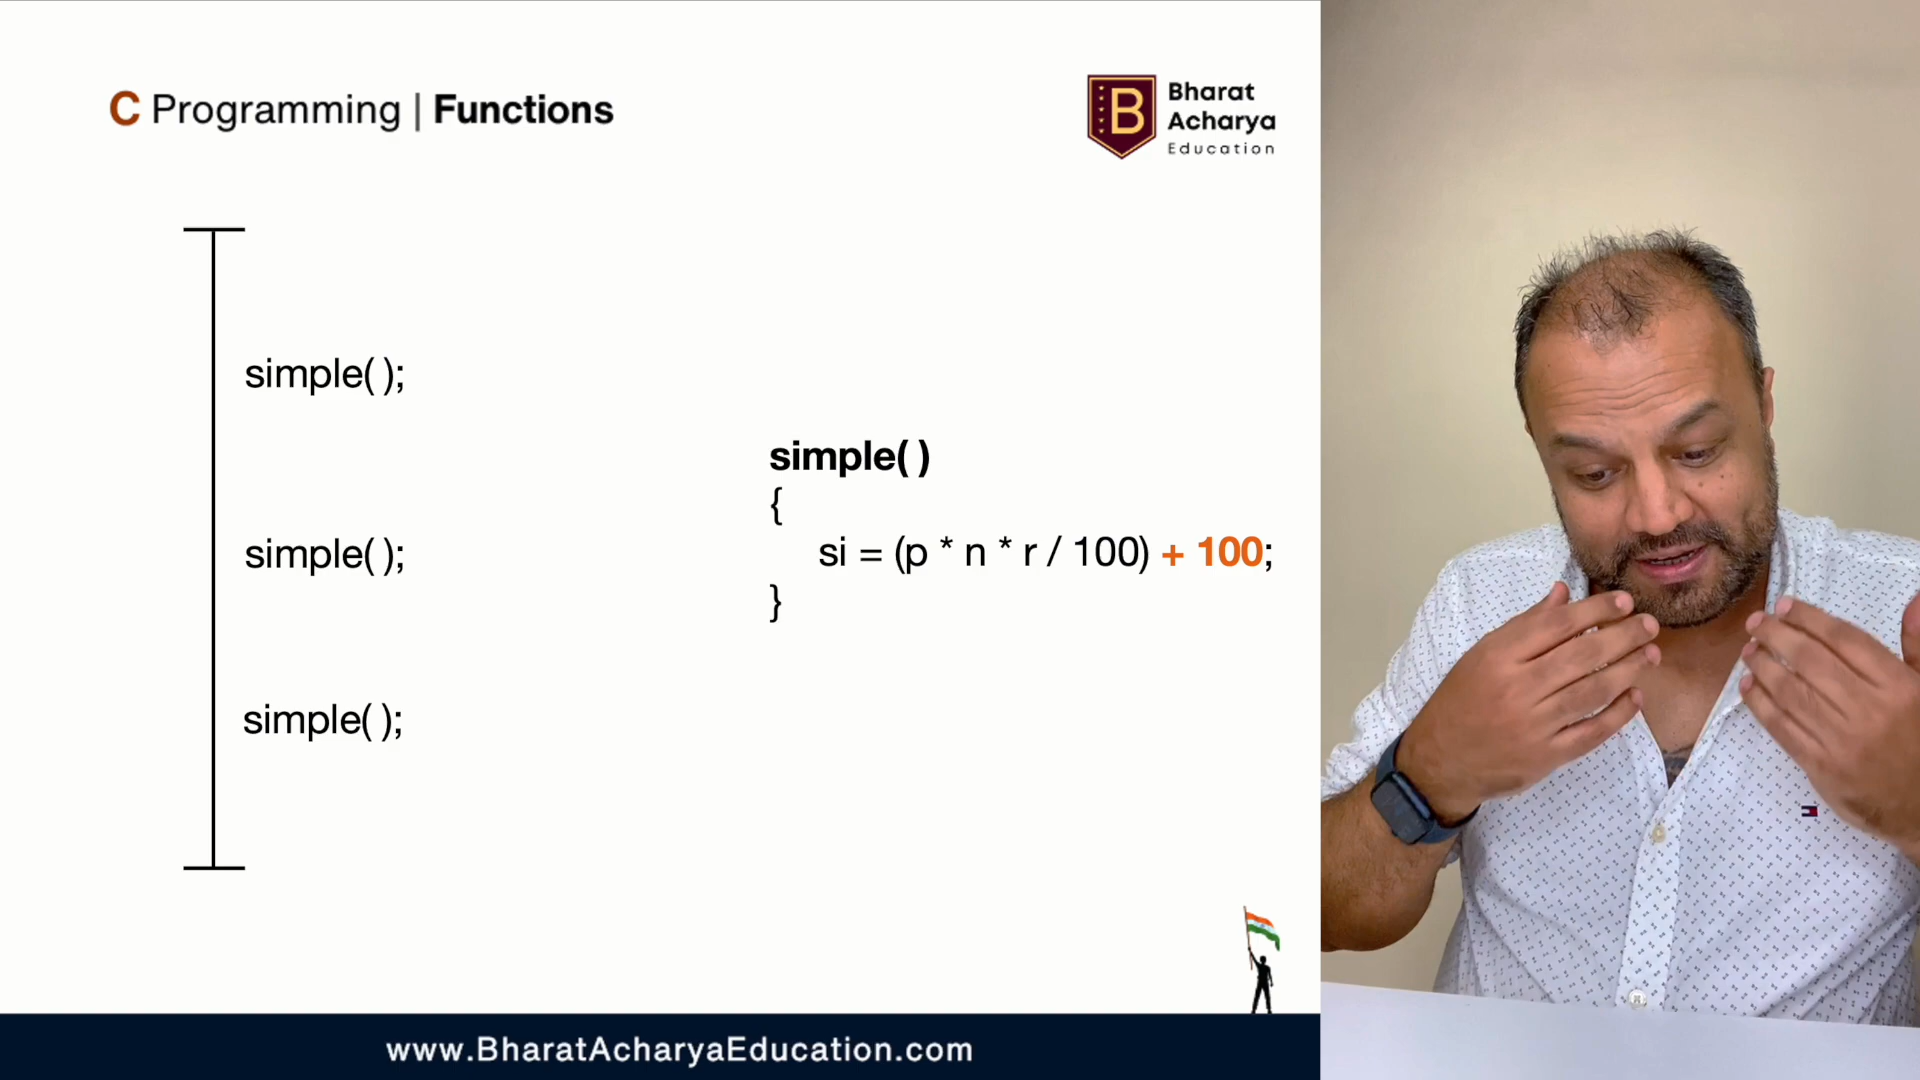 C Programming | Functions
Bharat
Acharya
Education
simple( );
simple( );
simple( );
simple( )
{
si = (p * n * r / 100) + 100;
}
www.BharatAcharyaEducation.com